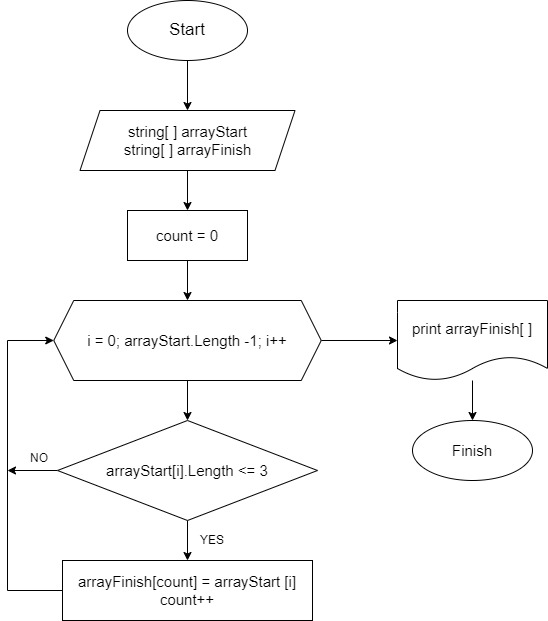 Start
string[ ] arrayStart
string[ ] arrayFinish
count = 0
i = 0; arrayStart.Length -1; i++
print arrayFinish[ ]
arrayStart[i].Length <= 3
NO
Finish
YES
arrayFinish[count] = arrayStart [i]
count++